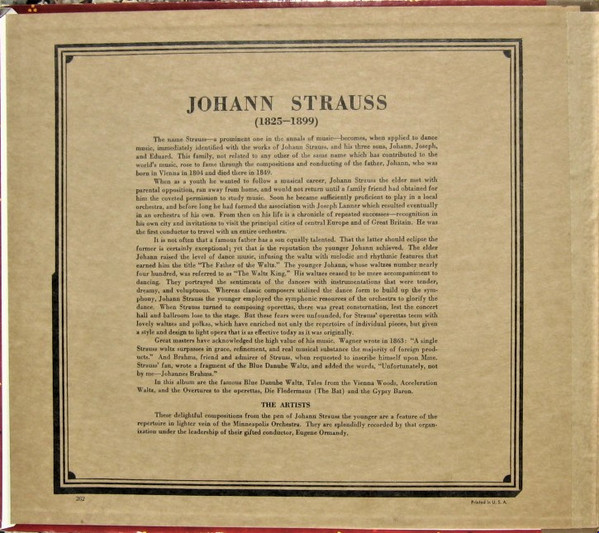 JOHANN STRAUSS
(1825–1899)
The name Strauss—a prominent one in the annals of music—becomes, when applied to dance
music, immediately identified with the works of Johann Strauss, and his three sons, Johann, Joseph,
and Eduard. This family, not related to any other of the same name which has contributed to the
world's music, rose to fame through the compositions and conducting of the father, Johann, who was
born in Vienna in 1804 and died there in 1849.
When as a youth he wanted to follow a musical career, Johann Strauss the elder met with
parental opposition, ran away from home, and would not return until a family friend had obtained for
him the coveted permission to study music. Soon he became sufficiently proficient to play in a local
orchestra, and before long he had formed the association with Joseph Lanner which resulted eventually
in an orchestra of his own. From then on his life is a chronicle of repeated successes—recognition in
his own city and invitations to visit the principal cities of central Europe and of Great Britain. He was
the first conductor to travel with an entire orchestra.
It is not often that a famous father has a son equally talented. That the latter should eclipse the
former is certainly exceptional; yet that is the reputation the younger Johann achieved. The elder
Johann raised the level of dance music, infusing the waltz with melodic and rhythmic features that
earned him the title "The Father of the Waltz." The younger Johann, whose waltzes number nearly
four hundred, was referred to as "The Waltz King." His waltzes ceased to be mere accompaniment to
dancing. They portrayed the sentiments of the dancers with instrumentations that were tender,
dreamy, and voluptuous. Whereas classic composers utilized the dance form to build up the sym-
phony, Johann Strauss the younger employed the symphonic resources of the orchestra to glorify the
dance. When Strauss turned to composing operettas, there was great consternation, lest the concert
hall and ballroom lose to the stage. But these fears were unfounded, for Strauss' operettas teem with
lovely waltzes and polkas, which have enriched not only the repertoire of individual pieces, but given
a style and design to light opera that is as effective today as it was originally.
Great masters have acknowledged the high value of his music. Wagner wrote in 1863: "A single
Strauss waltz surpasses in grace, refinement, and real musical substance the majority of foreign prod-
ucts." And Brahms, friend and admirer of Strauss, when requested to inscribe himself upon Mme.
Strauss' fan, wrote a fragment of the Blue Danube Waltz, and added the words, "Unfortunately, not
by me—Johannes Brahms."
In this album are the famous Blue Danube Waltz, Tales from the Vienna Woods, Acceleration
Waltz, and the Overtures to the operettas, Die Fledermaus (The Bat) and the Gypsy Baron.
THE ARTISTS
These delightful compositions from the pen of Johann Strauss the younger are a feature of the
repertoire in lighter vein of the Minneapolis Orchestra. They are splendidly recorded by that organ-
ization under the leadership of their gifted conductor, Eugene Ormandy.
262
Printed in U. S. A.